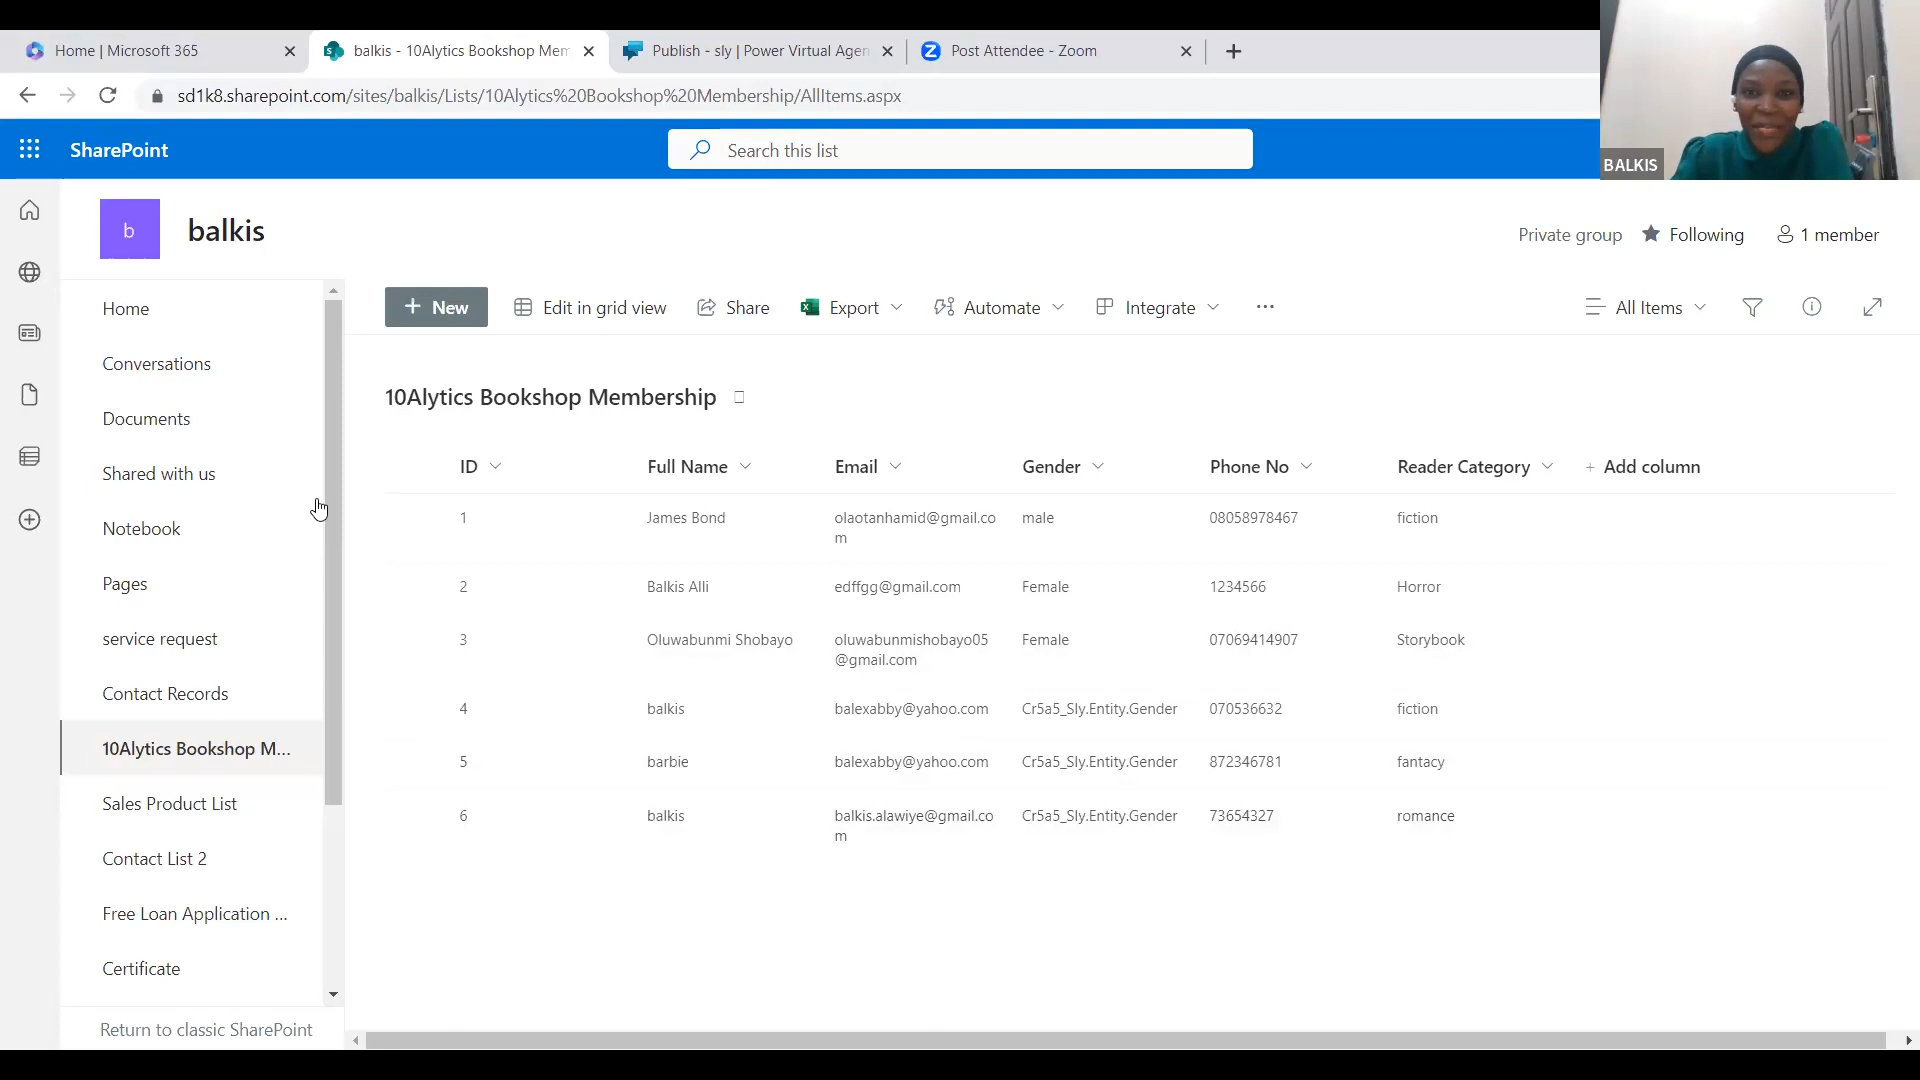 Home | Microsoft 365
balkis - 10Alytics Bookshop Mem
Publish - sly | Power Virtual Agen
Post Attendee - Zoom
sd1k8.sharepoint.com/sites/balkis/Lists/10Alytics%20Bookshop%20Membership/AllItems.aspx
BALKIS
SharePoint
Search this list
b
balkis
Private group
Following
1 member
Home
Conversations
Documents
Shared with us
Notebook
Pages
service request
Contact Records
10Alytics Bookshop M...
Sales Product List
Contact List 2
Free Loan Application ...
Certificate
Return to classic SharePoint
+ New
Edit in grid view
Share
Export
Automate
Integrate
...
All Items
10Alytics Bookshop Membership
ID Full Name Email Gender Phone No Reader Category + Add column
1 James Bond olaotanhamid@gmail.co male 08058978467 fiction
m
2 Balkis Alli edffgg@gmail.com Female 1234566 Horror
3 Oluwabunmi Shobayo oluwabunmishobayo05 Female 07069414907 Storybook
@gmail.com
4 balkis balexabby@yahoo.com Cr5a5_Sly.Entity.Gender 070536632 fiction
5 barbie balexabby@yahoo.com Cr5a5_Sly.Entity.Gender 872346781 fantacy
6 balkis balkis.alawiye@gmail.co Cr5a5_Sly.Entity.Gender 73654327 romance
m